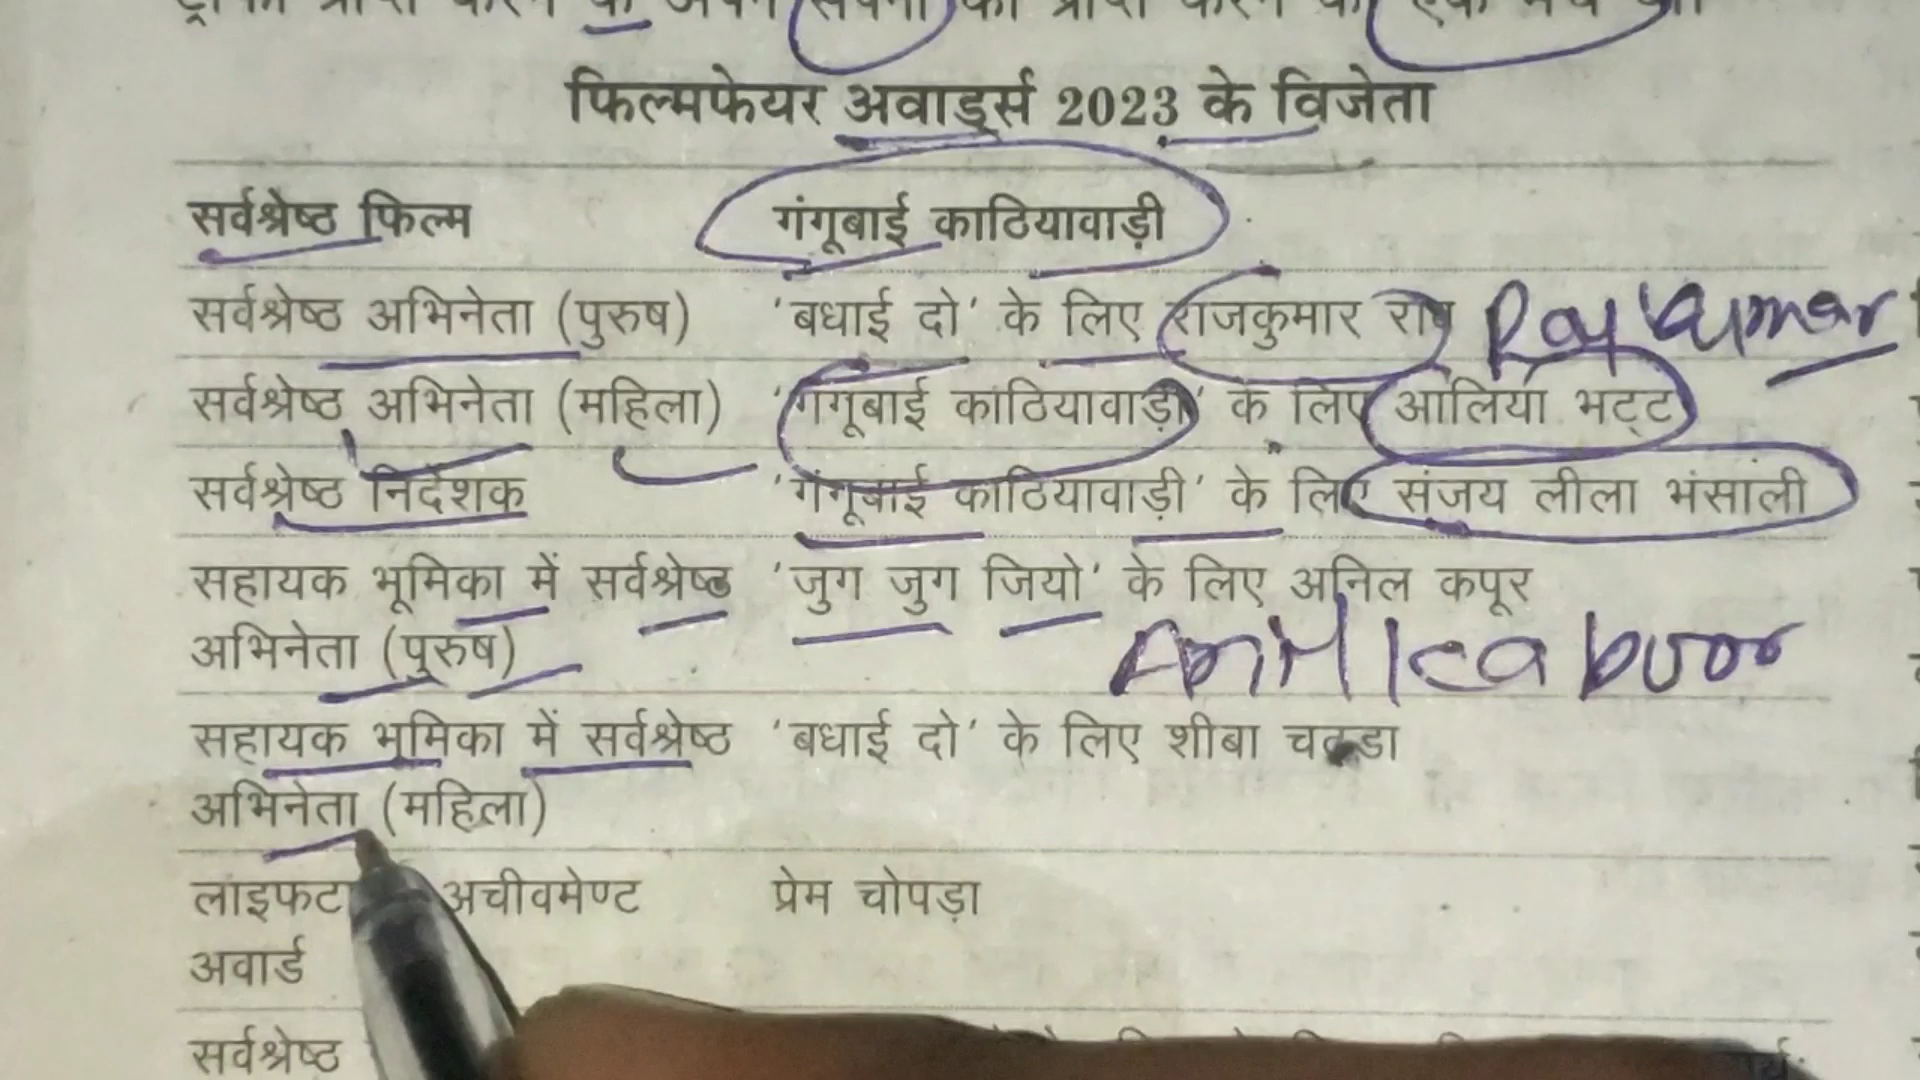 फिल्मफेयर अवार्ड्स 2023 के विजेता
सर्वश्रेष्ठ फिल्म गंगूबाई काठियावाड़ी
सर्वश्रेष्ठ अभिनेता (पुरुष) 'बधाई दो' के लिए राजकुमार राव Rajkumar
सर्वश्रेष्ठ अभिनेता (महिला) 'गंगूबाई काठियावाड़ी' के लिए आलिया भट्ट
सर्वश्रेष्ठ निर्देशक 'गंगूबाई काठियावाड़ी' के लिए संजय लीला भंसाली
सहायक भूमिका में सर्वश्रेष्ठ 'जुग जुग जियो' के लिए अनिल कपूर
अभिनेता (पुरुष)
सहायक भूमिका में सर्वश्रेष्ठ 'बधाई दो' के लिए शीबा चड्डा
अभिनेता (महिला)
अचीवमेण्ट प्रेम चोपड़ा
अवार्ड
सर्वश्रेष्ठ